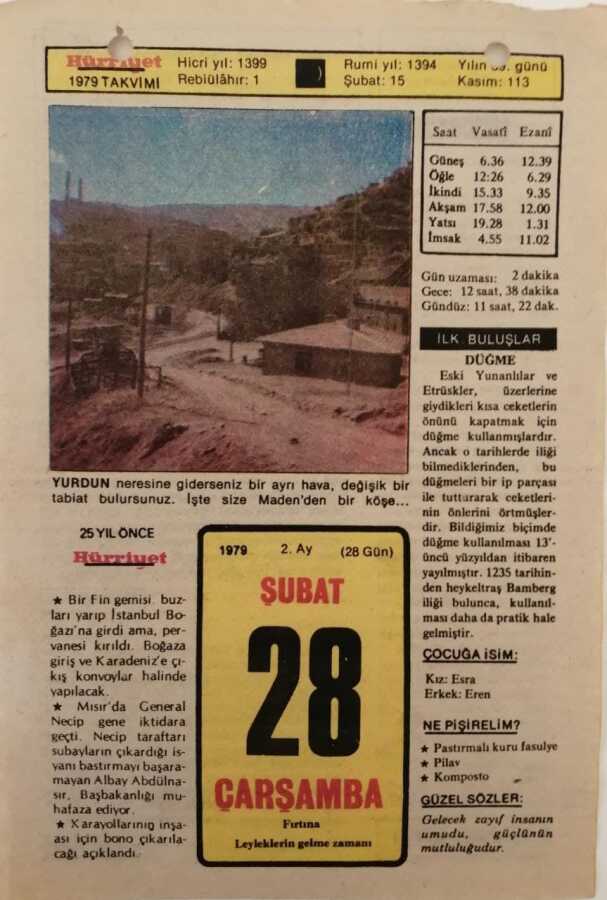 Hürriyet
1979 TAKVİMİ
Hicri yıl: 1399
Rebiülâhır: 1
Rumi yıl: 1394
Şubat: 15
Yılın 59. günü
Kasım: 113
Saat Vasatî Ezanî
Güneş 6.36 12.39
Öğle 12:26 6.29
İkindi 15.33 9.35
Akşam 17.58 12.00
Yatsı 19.28 1.31
İmsak 4.55 11.02
Gün uzaması: 2 dakika
Gece: 12 saat, 38 dakika
Gündüz: 11 saat, 22 dak.
YURDUN neresine giderseniz bir ayrı hava, değişik bir
tabiat bulursunuz. İşte size Maden'den bir köşe...
İLK BULUŞLAR
DÜĞME
Eski Yunanlılar ve
Etrüskler, üzerlerine
giydikleri kısa ceketlerin
önünü kapatmak için
düğme kullanmışlardır.
Ancak o tarihlerde iliği
bilmediklerinden, bu
düğmeleri bir ip parçası
ile tutturarak ceketleri-
nin önlerini örtmüşler-
dir. Bildiğimiz biçimde
düğme kullanılması 13'-
üncü yüzyıldan itibaren
yayılmıştır. 1235 tarihin-
den heykeltraş Bamberg
iliği bulunca, kullanıl-
ması daha da pratik hale
gelmiştir.
ÇOCUĞA İSİM:
Kız: Esra
Erkek: Eren
NE PİŞİRELİM?
★ Pastırmalı kuru fasulye
★ Pilav
★ Komposto
GÜZEL SÖZLER:
Gelecek zayıf insanın
umudu, güçlünün
mutluluğudur.
25 YIL ÖNCE
Hürriyet
★ Bir Fin gemisi buz-
ları yarıp İstanbul Bo-
ğazı'na girdi ama, per-
vanesi kırıldı. Boğaza
giriş ve Karadeniz'e çı-
kış konvoylar halinde
yapılacak.
★ Mısır'da General
Necip gene iktidara
geçti. Necip taraftarı
subayların çıkardığı is-
yanı bastırmayı başara-
mayan Albay Abdülna-
sır, Başbakanlığı mu-
hafaza ediyor.
★ Karayollarının inşa-
ası için bono çıkarıla-
cağı açıklandı.
1979 2. Ay (28 Gün)
ŞUBAT
28
ÇARŞAMBA
Fırtına
Leyleklerin gelme zamanı